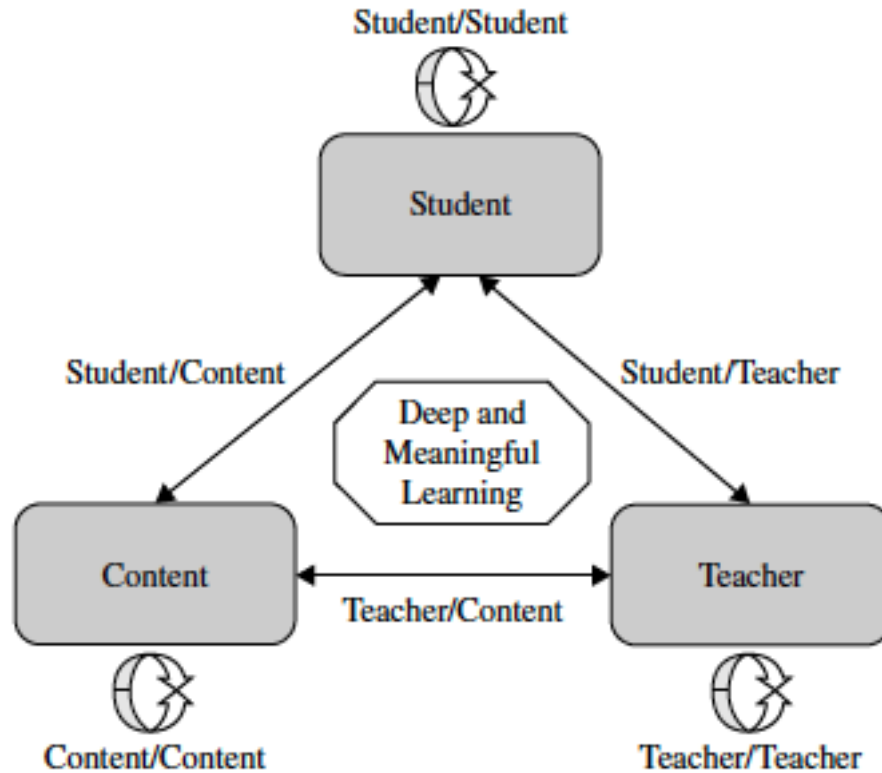 Student/Student
Student
Student/Content
Student/Teacher
Deep and
Meaningful
Learning
Content
Teacher
Teacher/Content
Content/Content
Teacher/Teacher